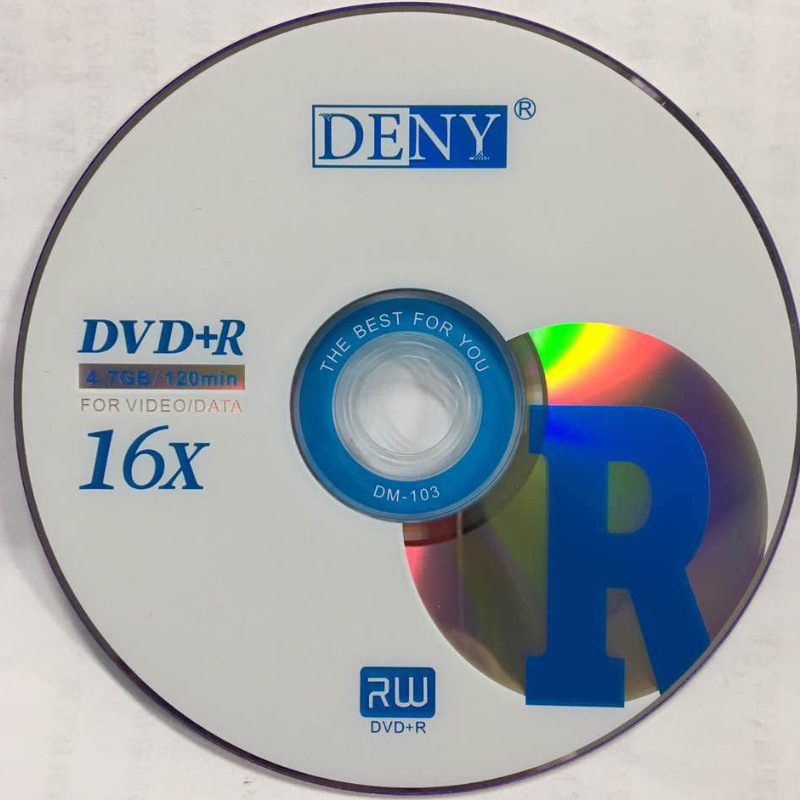 DENY®
DVD+R
4.7GB/120min
FOR VIDEO/DATA
16x
THE BEST FOR YOU
DM-103
R
RW
DVD+R